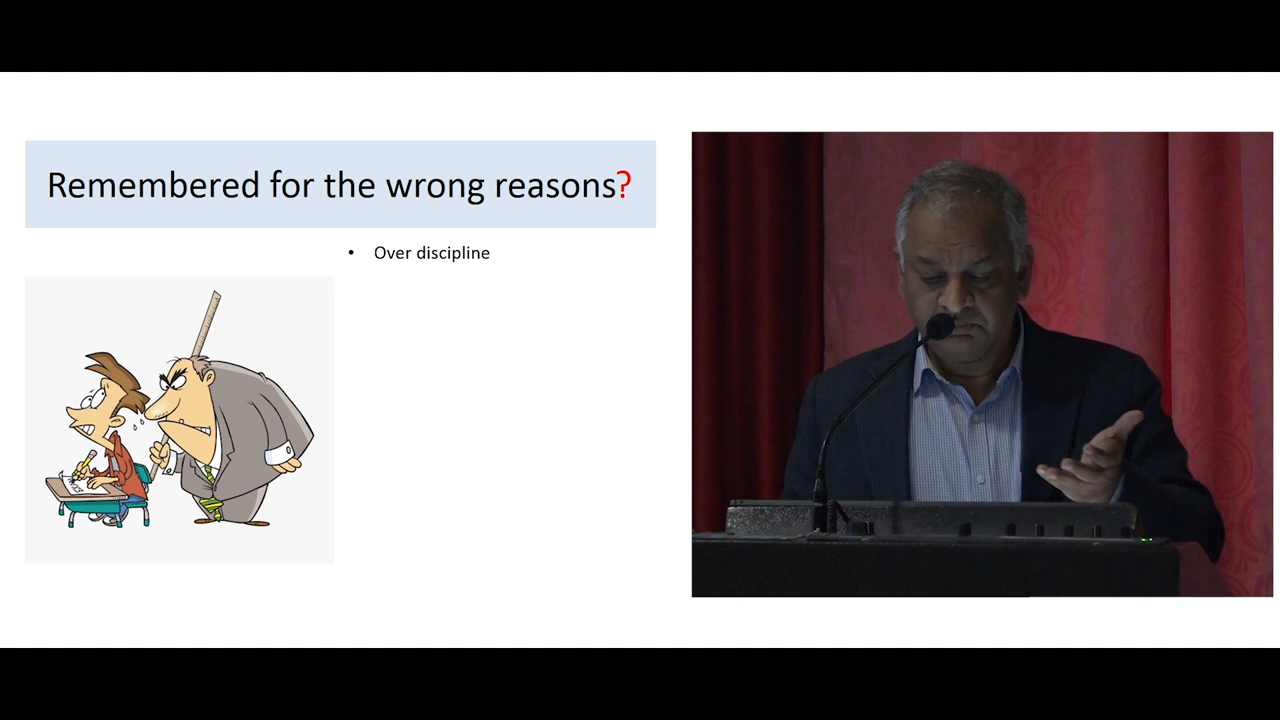 Remembered for the wrong reasons?
• Over discipline